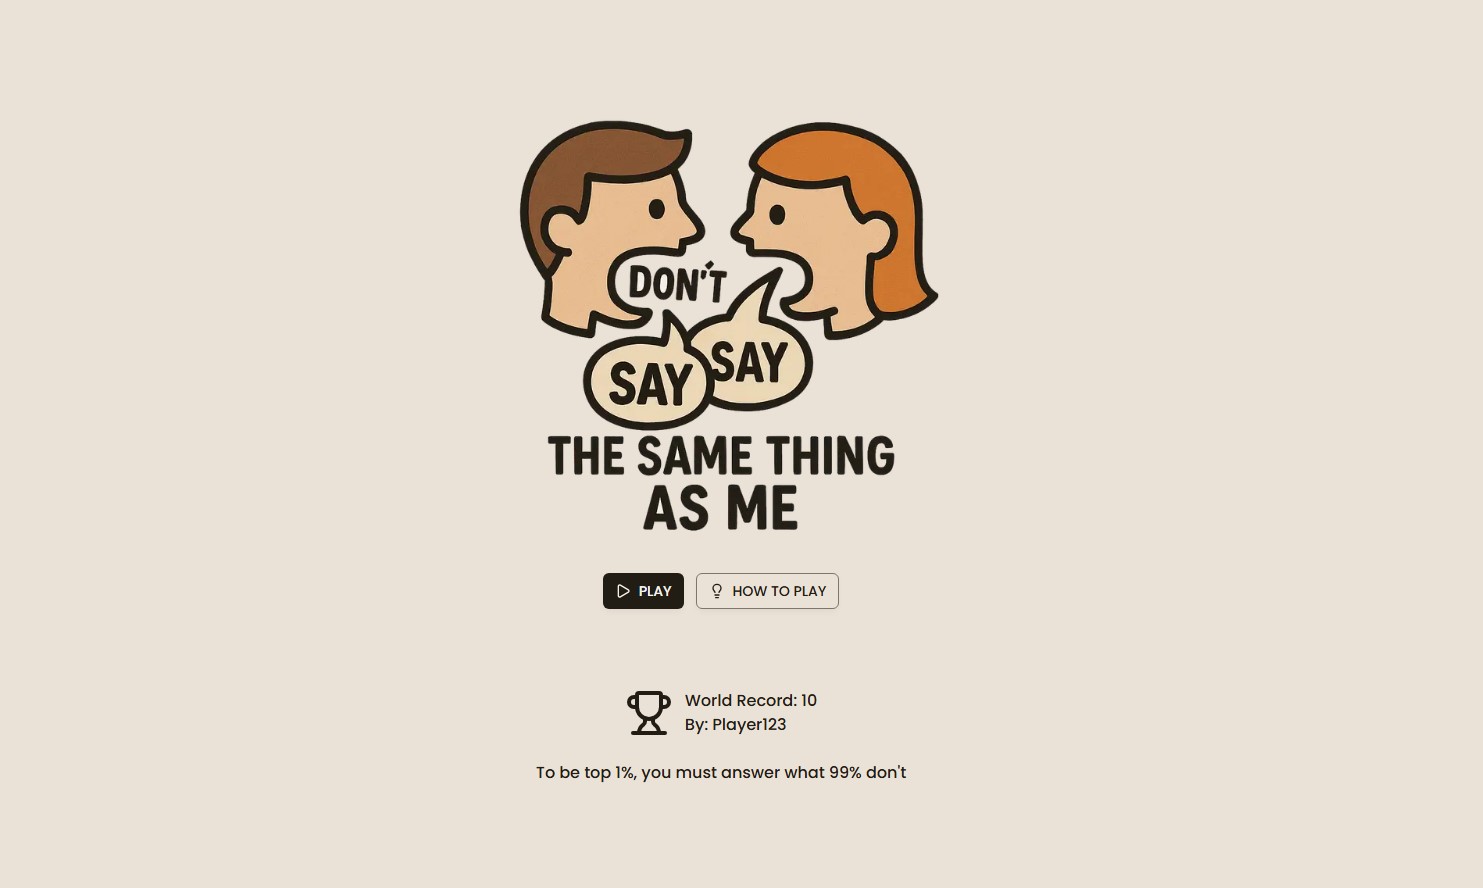 DON'T
SAY SAY
THE SAME THING
AS ME
PLAY
HOW TO PLAY
World Record: 10
By: Player123
To be top 1%, you must answer what 99% don't